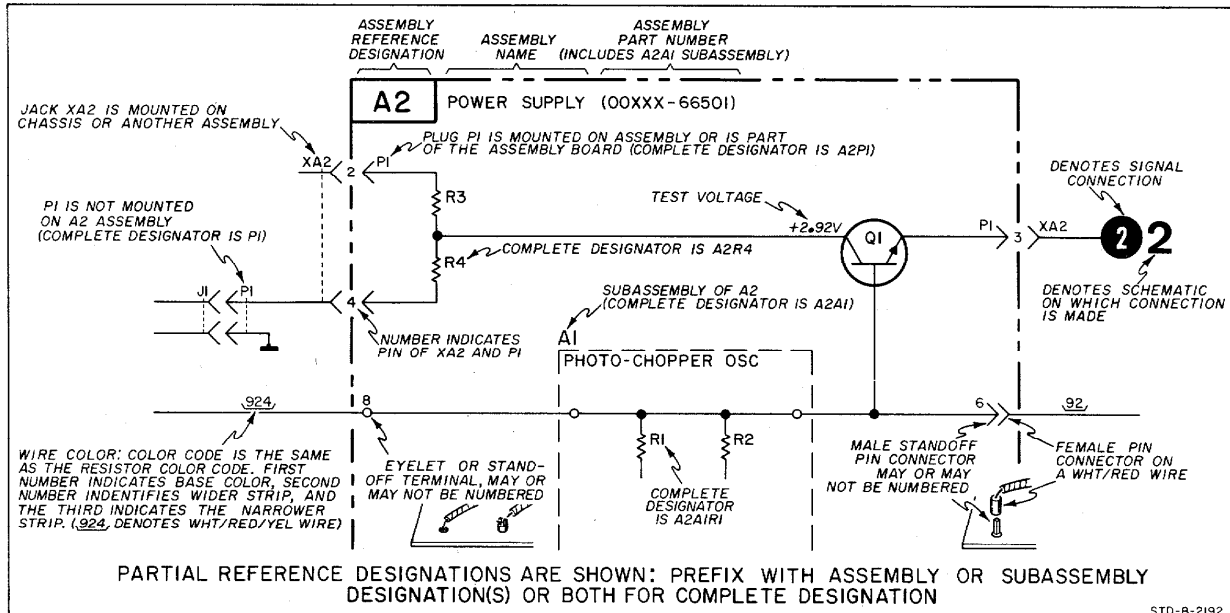 ASSEMBLY
REFERENCE
DESIGNATION
ASSEMBLY
NAME
ASSEMBLY
PART NUMBER
(INCLUDES A2A1 SUBASSEMBLY)
A2
POWER SUPPLY (00XXX-66501)
JACK XA2 IS MOUNTED ON
CHASSIS OR ANOTHER ASSEMBLY
XA2
2
P1
PLUG P1 IS MOUNTED ON ASSEMBLY OR IS PART
OF THE ASSEMBLY BOARD (COMPLETE DESIGNATOR IS A2P1)
DENOTES SIGNAL
CONNECTION
R3
TEST VOLTAGE
+2.92V
Q1
P1
3
XA2
2
2
P1 IS NOT MOUNTED
ON A2 ASSEMBLY
(COMPLETE DESIGNATOR IS P1)
R4
COMPLETE DESIGNATOR IS A2R4
DENOTES SCHEMATIC
ON WHICH CONNECTION
IS MADE
J1
P1
4
SUBASSEMBLY OF A2
(COMPLETE DESIGNATOR IS A2A1)
NUMBER INDICATES
PIN OF XA2 AND P1
A1
PHOTO-CHOPPER OSC
924
8
6
92
R1
R2
WIRE COLOR: COLOR CODE IS THE SAME
AS THE RESISTOR COLOR CODE. FIRST
NUMBER INDICATES BASE COLOR, SECOND
NUMBER INDENTIFIES WIDER STRIP, AND
THE THIRD INDICATES THE NARROWER
STRIP. (924 DENOTES WHT/RED/YEL WIRE)
EYELET OR STAND-
OFF TERMINAL, MAY OR
MAY NOT BE NUMBERED
COMPLETE
DESIGNATOR
IS A2A1R1
MALE STANDOFF
PIN CONNECTOR
MAY OR MAY
NOT BE NUMBERED
FEMALE PIN
CONNECTOR ON
A WHT/RED WIRE
PARTIAL REFERENCE DESIGNATIONS ARE SHOWN: PREFIX WITH ASSEMBLY OR SUBASSEMBLY
DESIGNATION(S) OR BOTH FOR COMPLETE DESIGNATION
STD-B-2192